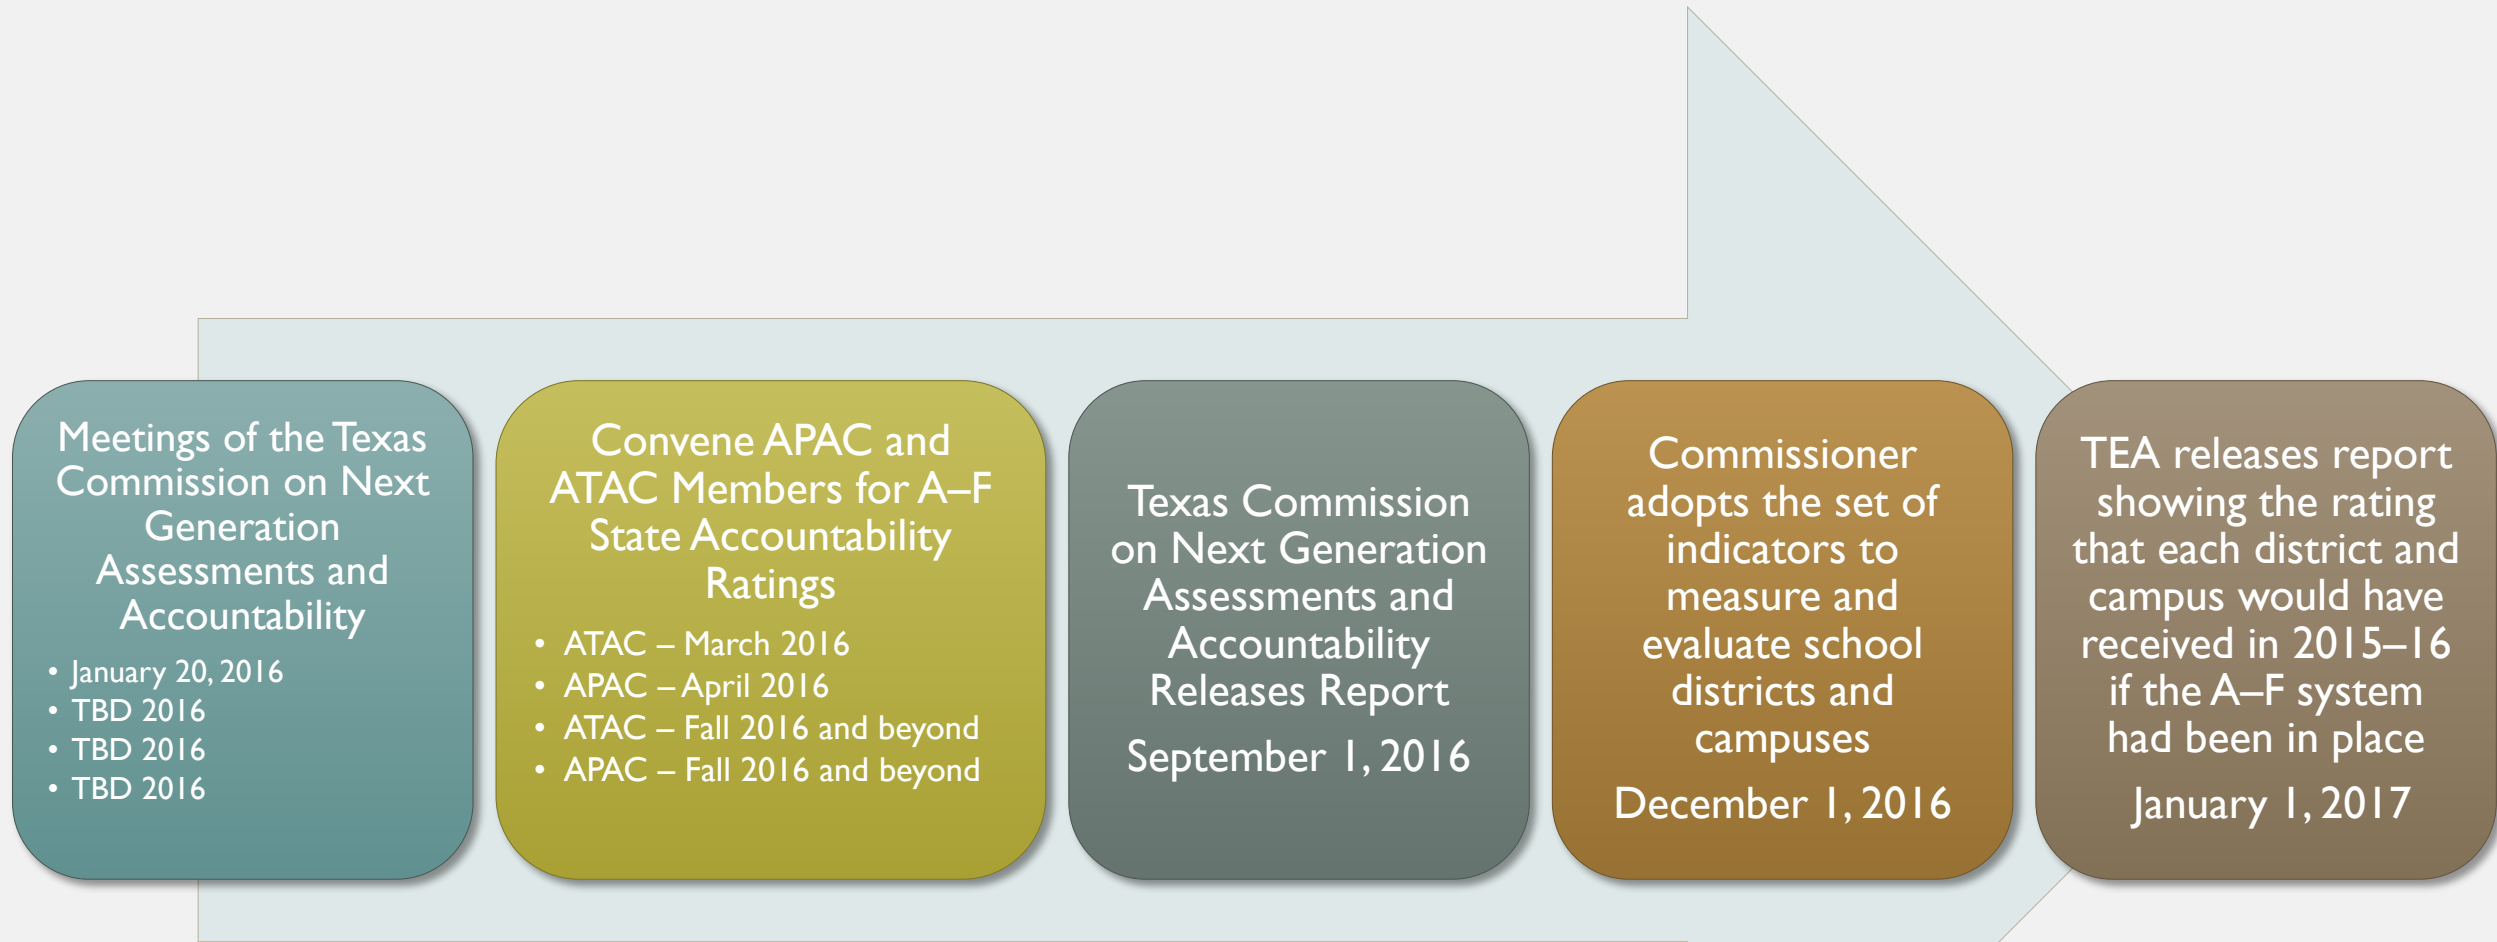 Meetings of the Texas
Commission on Next
Generation
Assessments and
Accountability
• January 20, 2016
• TBD 2016
• TBD 2016
• TBD 2016
Convene APAC and
ATAC Members for A–F
State Accountability
Ratings
• ATAC – March 2016
• APAC – April 2016
• ATAC – Fall 2016 and beyond
• APAC – Fall 2016 and beyond
Texas Commission
on Next Generation
Assessments and
Accountability
Releases Report
September 1, 2016
Commissioner
adopts the set of
indicators to
measure and
evaluate school
districts and
campuses
December 1, 2016
TEA releases report
showing the rating
that each district and
campus would have
received in 2015–16
if the A–F system
had been in place
January 1, 2017